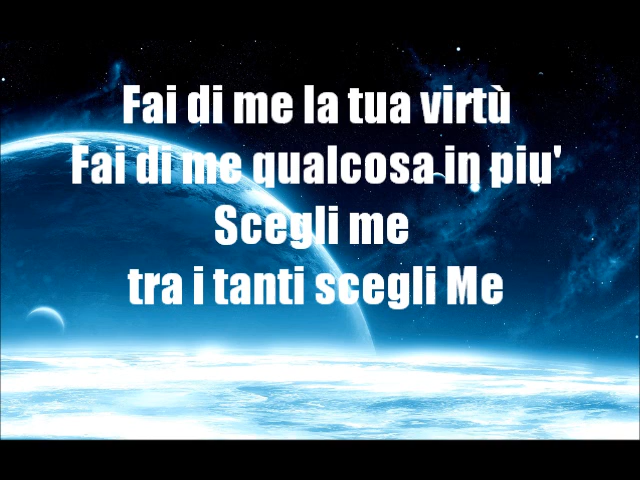 Fai di me la tua virtù
Fai di me qualcosa in piu'
Scegli me
tra i tanti scegli Me